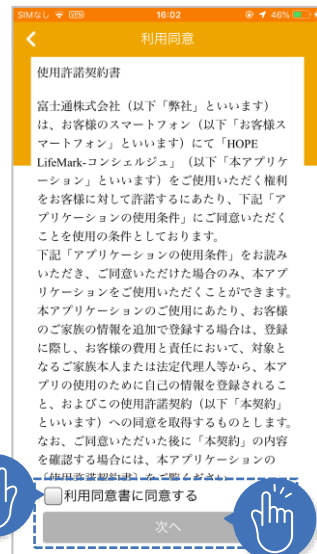 SIMなし VPN 16:02 46%
利用同意
使用許諾契約書
富士通株式会社（以下「弊社」といいます）
は、お客様のスマートフォン（以下「お客様ス
マートフォン」といいます）にて「HOPE
LifeMark-コンシェルジュ」（以下「本アプリケ
ーション」といいます）をご使用いただく権利
をお客様に対して許諾するにあたり、下記「ア
プリケーションの使用条件」にご同意いただく
ことを使用の条件としております。
下記「アプリケーションの使用条件」をお読み
いただき、ご同意いただけた場合のみ、本アプ
リケーションをご使用いただくことができます。
本アプリケーションのご使用にあたり、お客様
のご家族の情報を追加で登録する場合は、登録
に際し、お客様の費用と責任において、対象と
なるご家族本人または法定代理人等から、本ア
プリの使用のために自己の情報を登録されるこ
と、およびこの使用許諾契約（以下「本契約」
といいます）への同意を取得するものとします。
なお、ご同意いただいた後に「本契約」の内容
を確認する場合には、本アプリケーションの
「使用許諾契約書」をご覧ください
利用同意書に同意する
次へ